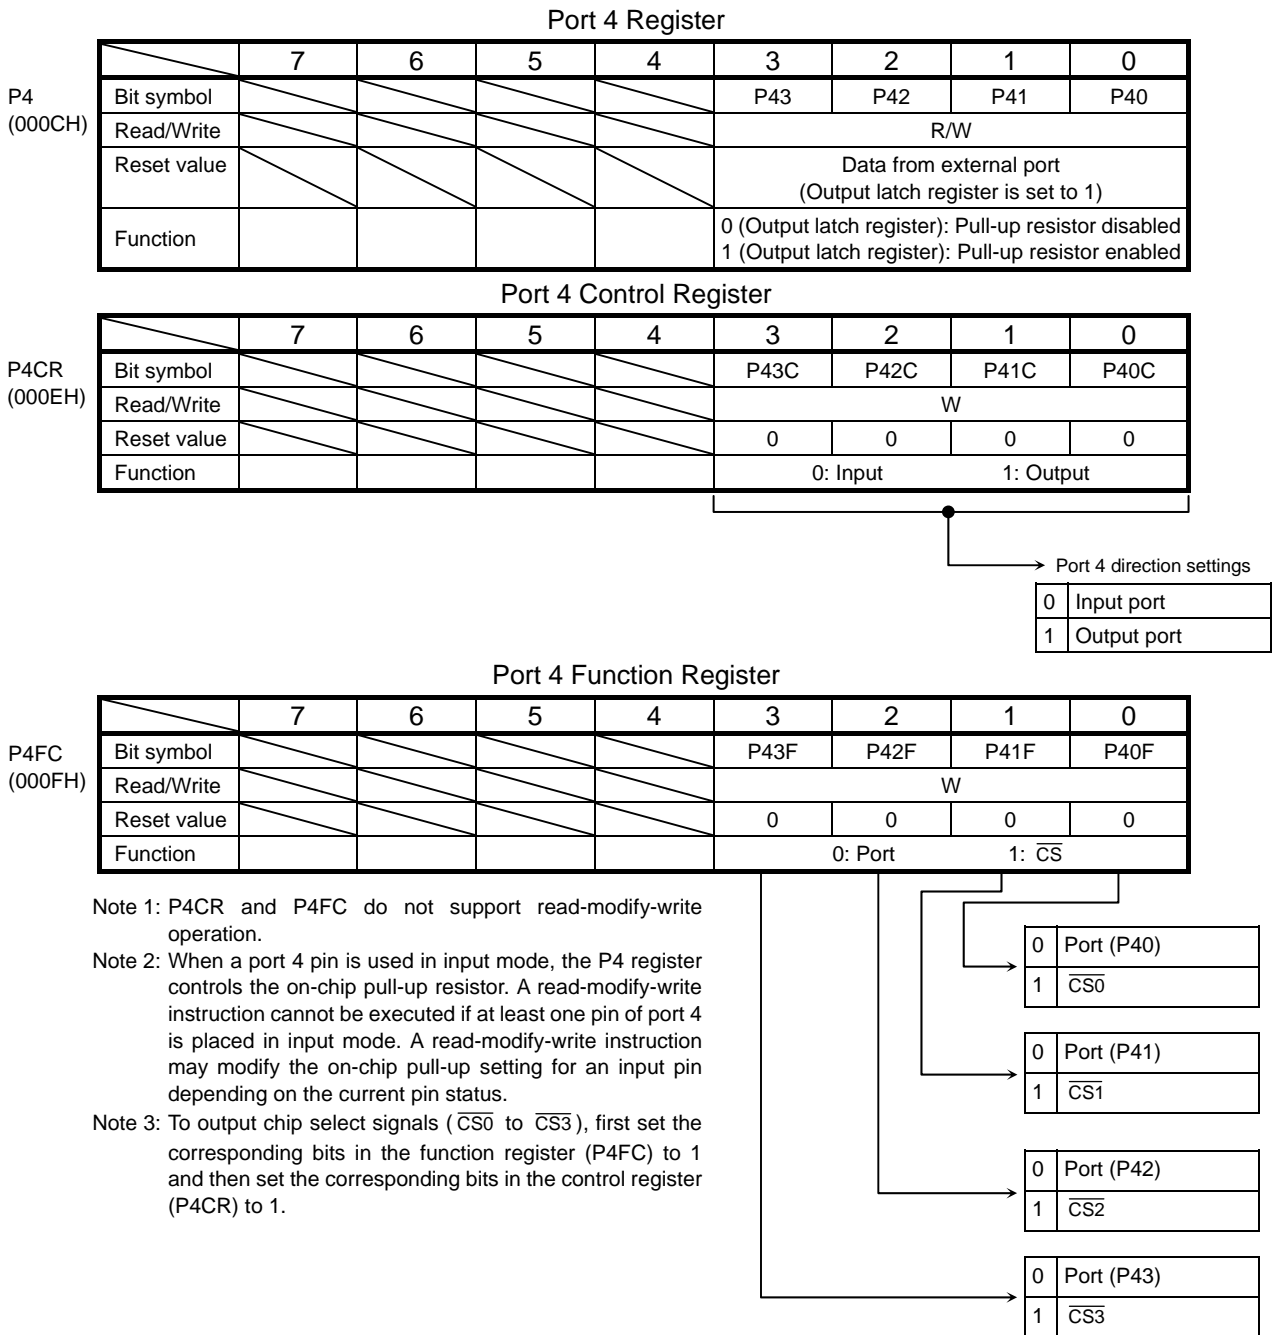 Port 4 Register
7 6 5 4 3 2 1 0
P4
(000CH)
Bit symbol P43 P42 P41 P40
Read/Write R/W
Reset value Data from external port
(Output latch register is set to 1)
Function 0 (Output latch register): Pull-up resistor disabled
1 (Output latch register): Pull-up resistor enabled
Port 4 Control Register
7 6 5 4 3 2 1 0
P4CR
(000EH)
Bit symbol P43C P42C P41C P40C
Read/Write W
Reset value 0 0 0 0
Function 0: Input 1: Output
Port 4 direction settings
0 Input port
1 Output port
Port 4 Function Register
7 6 5 4 3 2 1 0
P4FC
(000FH)
Bit symbol P43F P42F P41F P40F
Read/Write W
Reset value 0 0 0 0
Function 0: Port 1: C̅S̅
Note 1: P4CR and P4FC do not support read-modify-write
operation.
Note 2: When a port 4 pin is used in input mode, the P4 register
controls the on-chip pull-up resistor. A read-modify-write
instruction cannot be executed if at least one pin of port 4
is placed in input mode. A read-modify-write instruction
may modify the on-chip pull-up setting for an input pin
depending on the current pin status.
Note 3: To output chip select signals ( C̅S̅0̅ to C̅S̅3̅ ), first set the
corresponding bits in the function register (P4FC) to 1
and then set the corresponding bits in the control register
(P4CR) to 1.
0 Port (P40)
1 C̅S̅0̅
0 Port (P41)
1 C̅S̅1̅
0 Port (P42)
1 C̅S̅2̅
0 Port (P43)
1 C̅S̅3̅